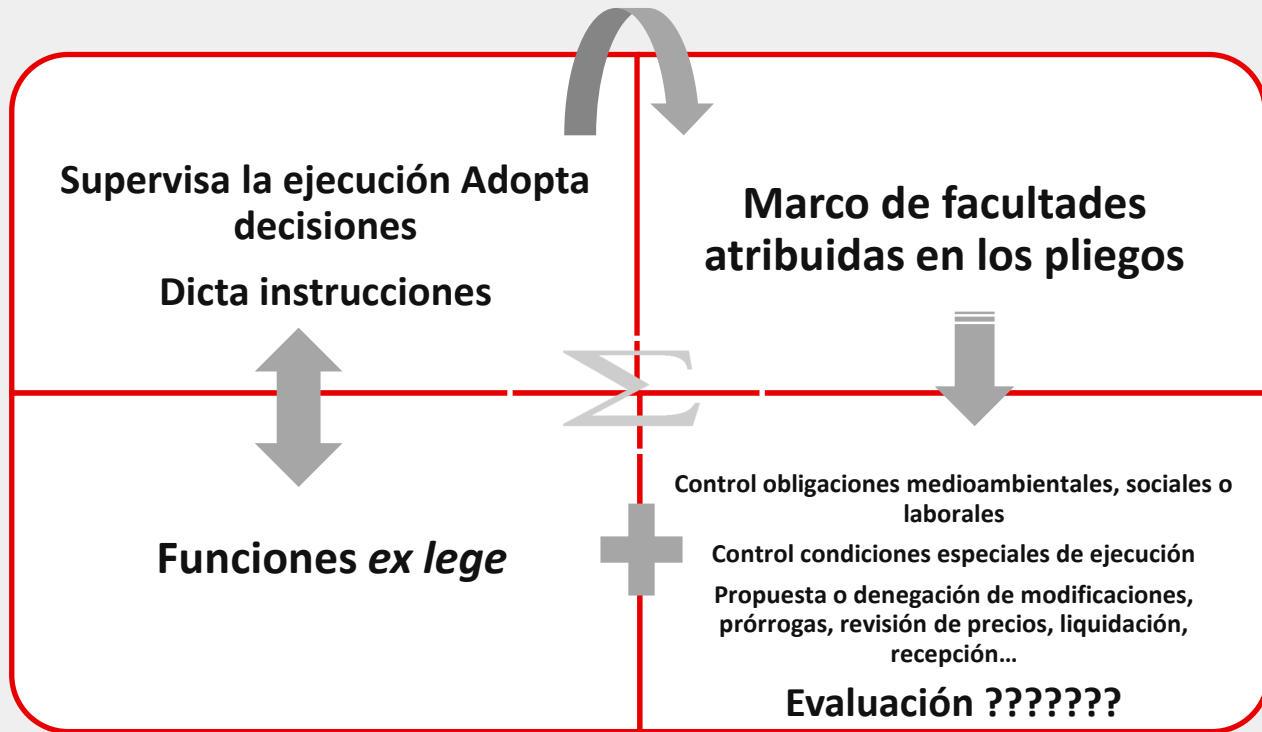 Supervisa la ejecución Adopta
decisiones
Dicta instrucciones
Marco de facultades
atribuidas en los pliegos
Σ
Funciones ex lege
Control obligaciones medioambientales, sociales o
laborales
Control condiciones especiales de ejecución
Propuesta o denegación de modificaciones,
prórrogas, revisión de precios, liquidación,
recepción…
Evaluación ???????